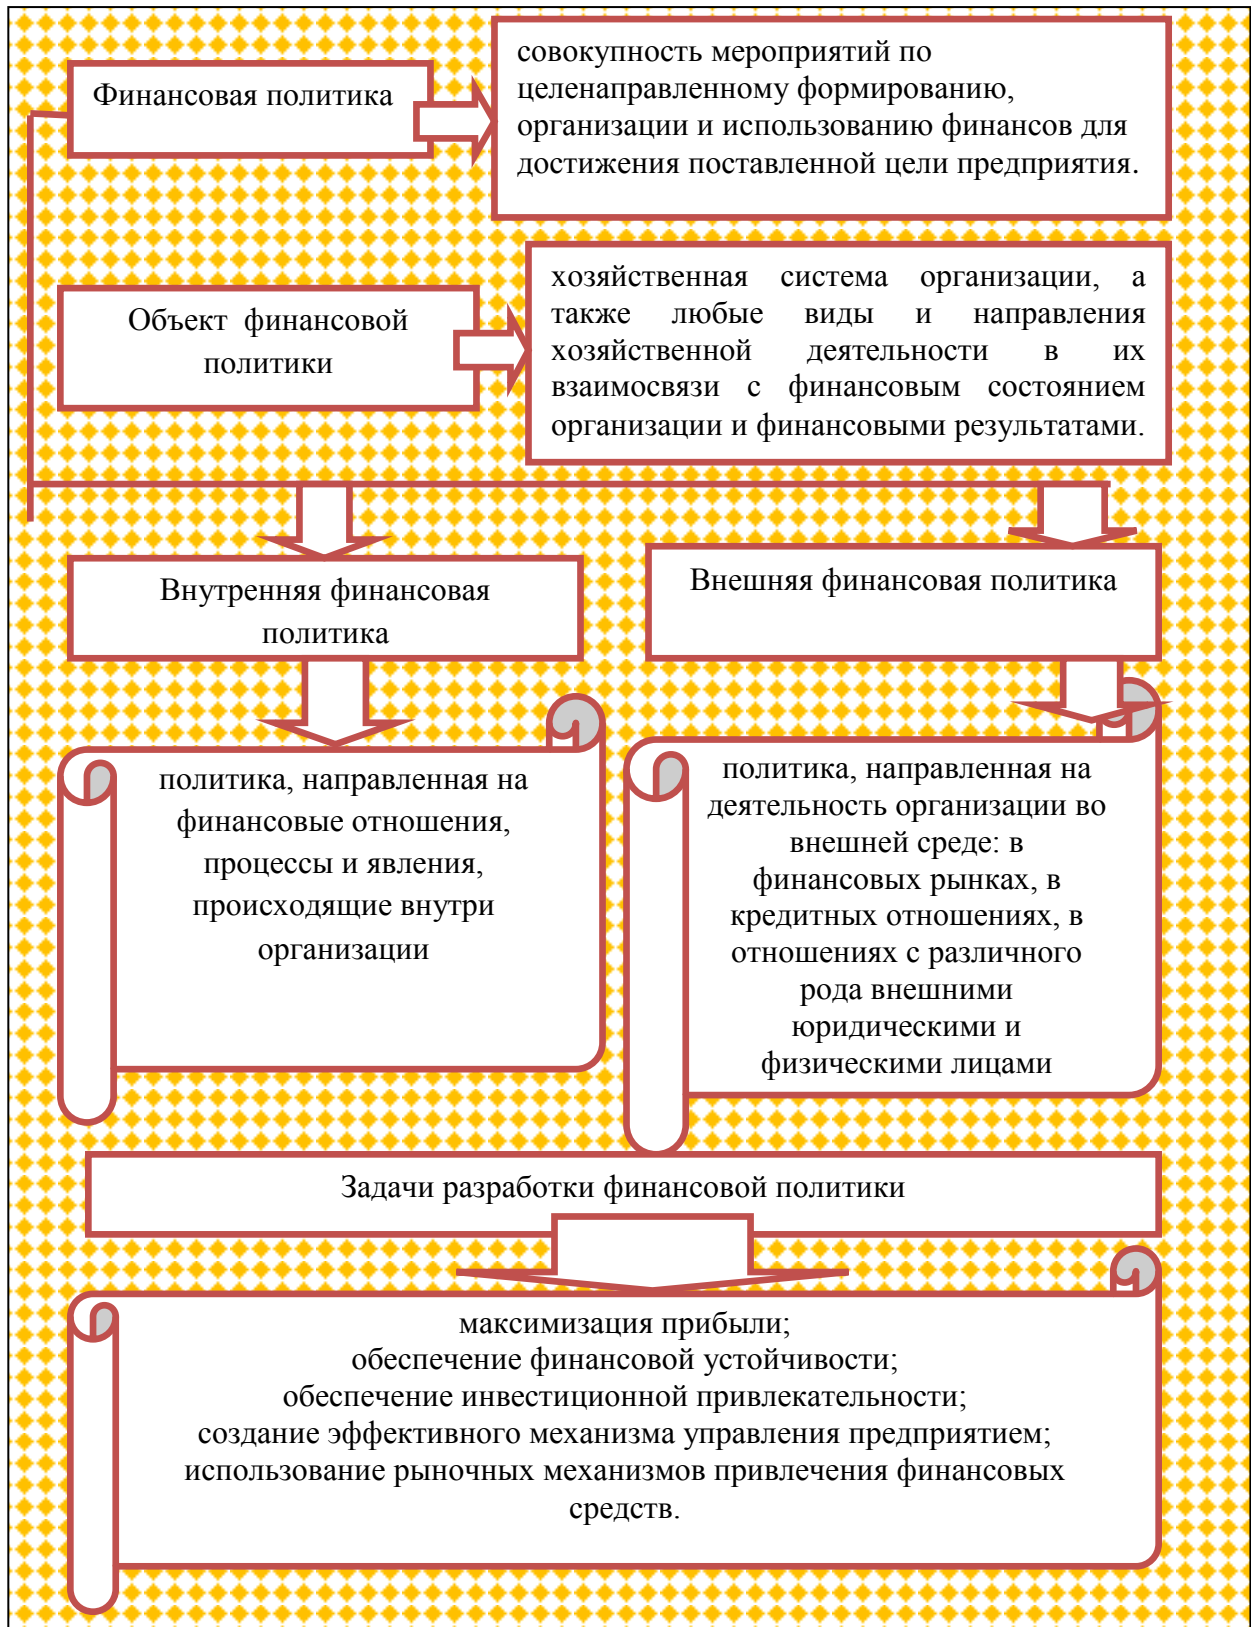 Финансовая политика
совокупность мероприятий по
целенаправленному формированию,
организации и использованию финансов для
достижения поставленной цели предприятия.
Объект финансовой
политики
хозяйственная система организации, а
также любые виды и направления
хозяйственной деятельности в их
взаимосвязи с финансовым состоянием
организации и финансовыми результатами.
Внутренняя финансовая
политика
Внешняя финансовая политика
политика, направленная на
финансовые отношения,
процессы и явления,
происходящие внутри
организации
политика, направленная на
деятельность организации во
внешней среде: в
финансовых рынках, в
кредитных отношениях, в
отношениях с различного
рода внешними
юридическими и
физическими лицами
Задачи разработки финансовой политики
максимизация прибыли;
обеспечение финансовой устойчивости;
обеспечение инвестиционной привлекательности;
создание эффективного механизма управления предприятием;
использование рыночных механизмов привлечения финансовых
средств.